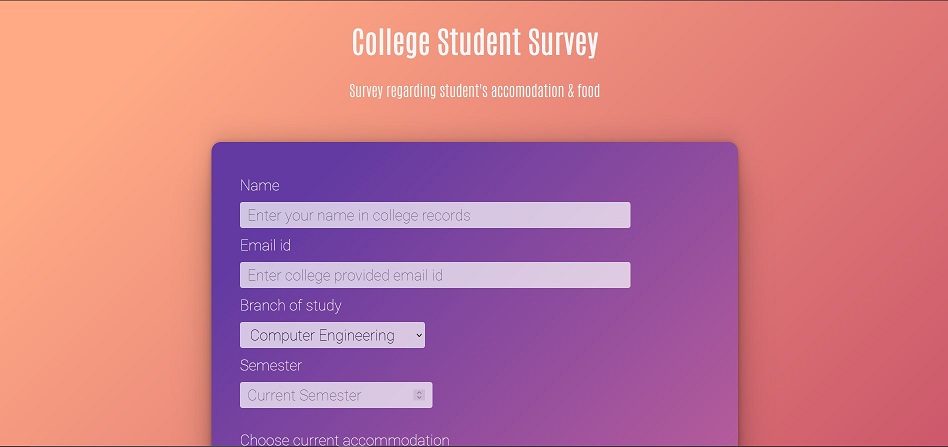 College Student Survey
Survey regarding student's accomodation & food
Name
Enter your name in college records
Email id
Enter college provided email id
Branch of study
Computer Engineering
Semester
Current Semester
Choose current accommodation